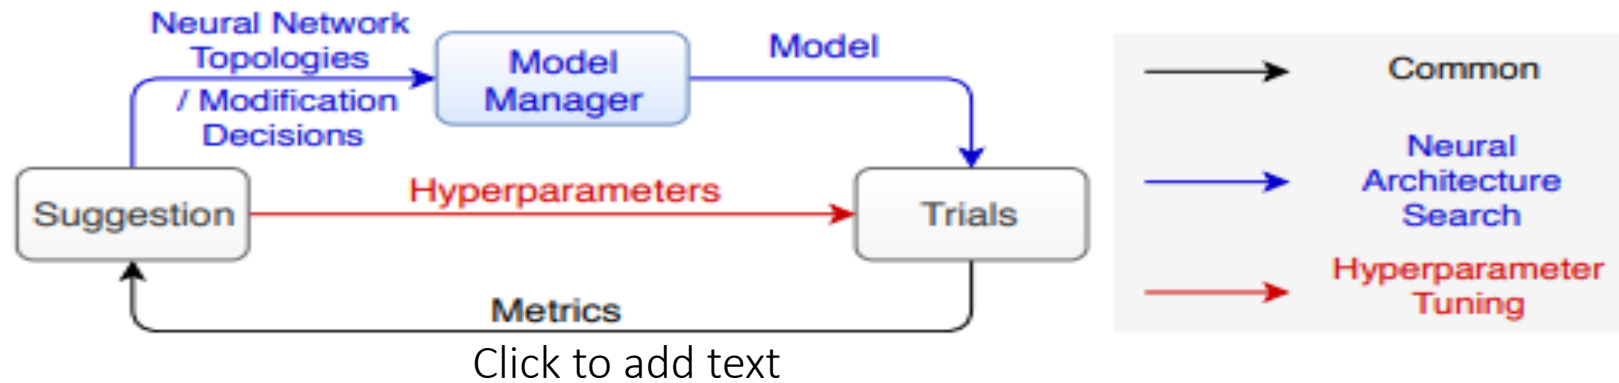 Neural Network
Topologies
/ Modification
Decisions
Model
Manager
Model
Suggestion
Hyperparameters
Trials
Metrics
Click to add text
Common
Neural
Architecture
Search
Hyperparameter
Tuning